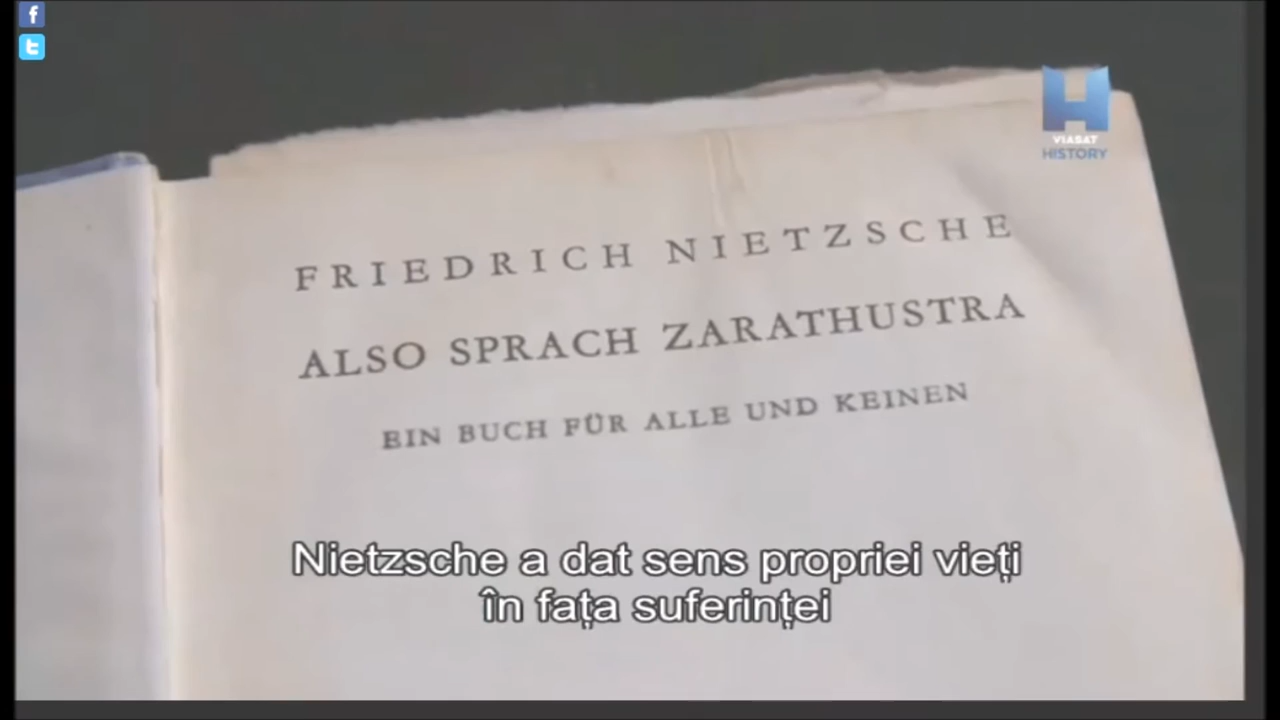 f
t
H
VIASAT
HISTORY
FRIEDRICH NIETZSCHE
ALSO SPRACH ZARATHUSTRA
EIN BUCH FÜR ALLE UND KEINEN
Nietzsche a dat sens propriei vieți
în fața suferinței